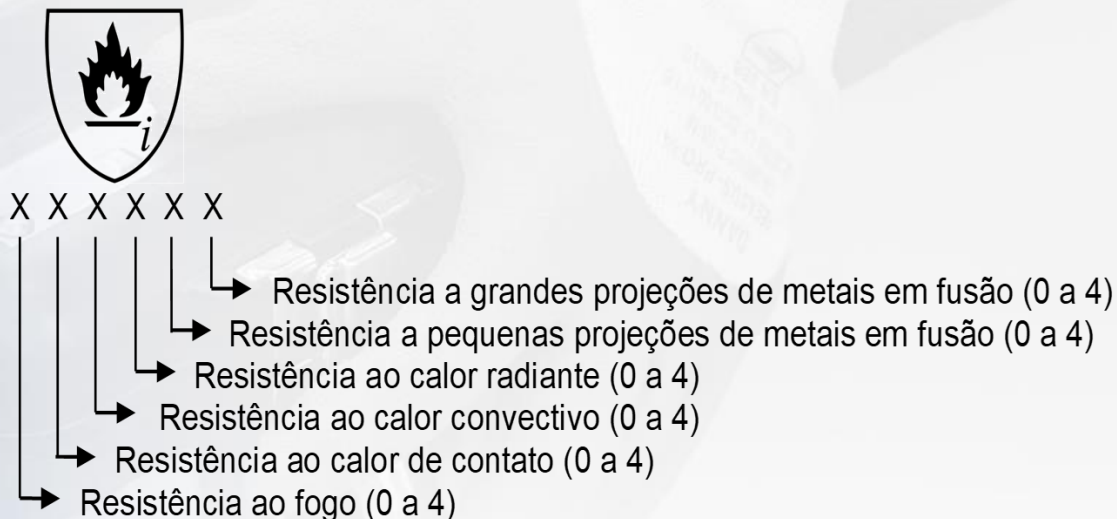 i
X X X X X X
Resistência a grandes projeções de metais em fusão (0 a 4)
Resistência a pequenas projeções de metais em fusão (0 a 4)
Resistência ao calor radiante (0 a 4)
Resistência ao calor convectivo (0 a 4)
Resistência ao calor de contato (0 a 4)
Resistência ao fogo (0 a 4)